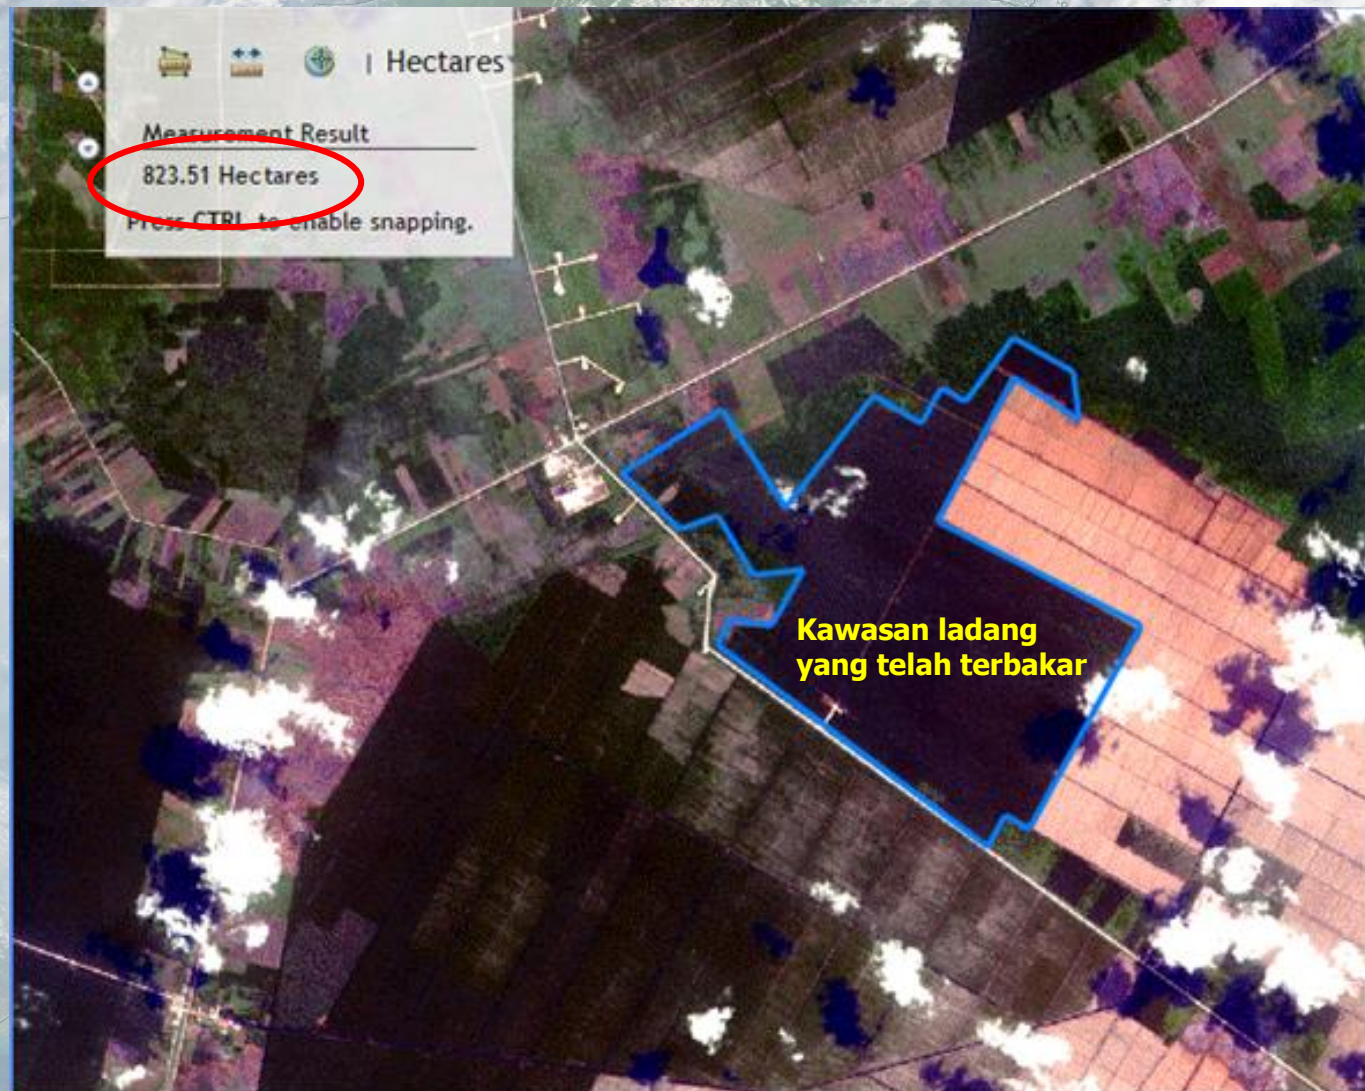 | Hectares
Measurement Result
823.51 Hectares
Press CTRL to enable snapping.
Kawasan ladang
yang telah terbakar